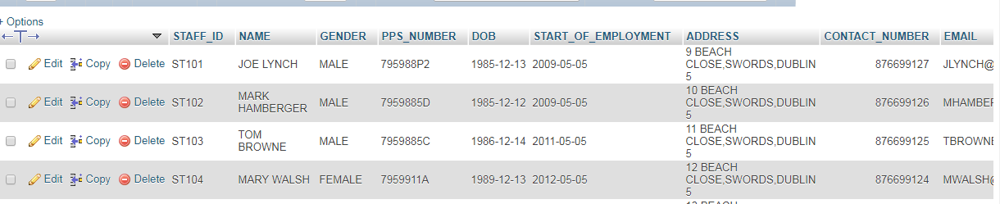 + Options
STAFF_ID NAME GENDER PPS_NUMBER DOB START_OF_EMPLOYMENT ADDRESS CONTACT_NUMBER EMAIL
Edit Copy Delete ST101 JOE LYNCH MALE 795988P2 1985-12-13 2009-05-05 9 BEACH
CLOSE,SWORDS,DUBLIN
5 876699127 JLYNCH@
Edit Copy Delete ST102 MARK
HAMBERGER MALE 7959885D 1985-12-12 2009-05-05 10 BEACH
CLOSE,SWORDS,DUBLIN
5 876699126 MHAMBER
Edit Copy Delete ST103 TOM
BROWNE MALE 7959885C 1986-12-14 2011-05-05 11 BEACH
CLOSE,SWORDS,DUBLIN
5 876699125 TBROWNE
Edit Copy Delete ST104 MARY WALSH FEMALE 7959911A 1989-12-13 2012-05-05 12 BEACH
CLOSE,SWORDS,DUBLIN
5 876699124 MWALSH@